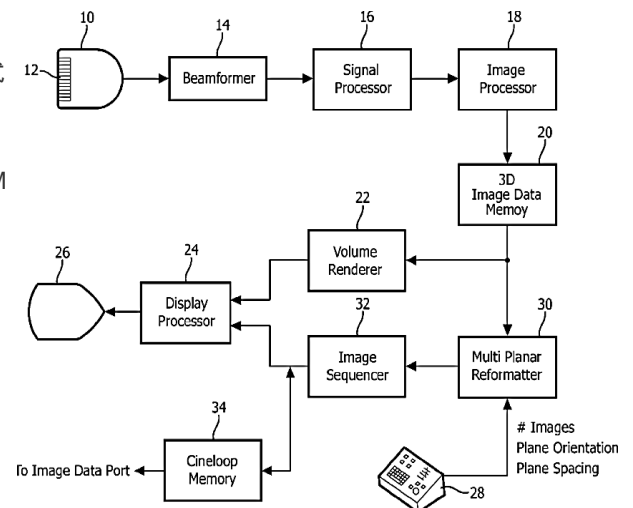 10
14
16
18
式
12
Beamformer
Signal
Processor
Image
Processor
20
M
3D
Image Data
Memoy
22
Volume
Renderer
26
24
Display
Processor
32
Image
Sequencer
30
Multi Planar
Reformatter
34
Cineloop
Memory
To Image Data Port
# Images
Plane Orientation
Plane Spacing
28